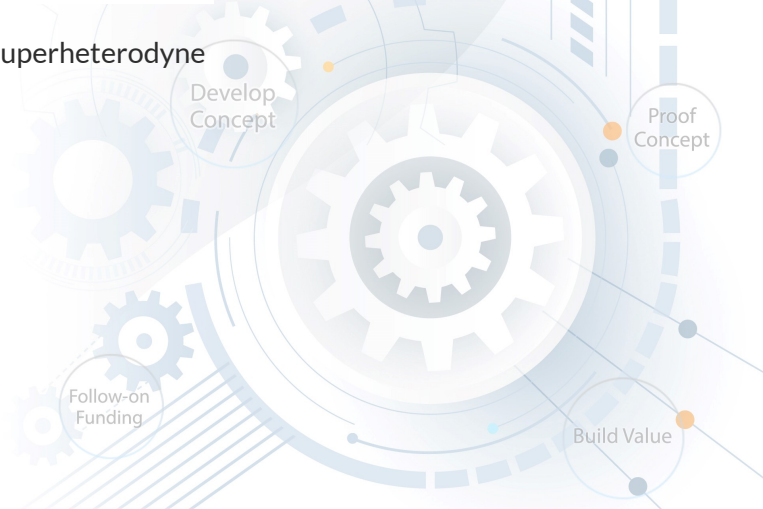 uperheterodyne
Develop
Concept
Proof
Concept
Follow-on
Funding
Build Value